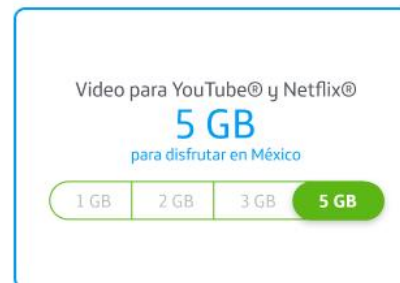 Video para YouTube® y Netflix®
5 GB
para disfrutar en México
1 GB 2 GB 3 GB 5 GB